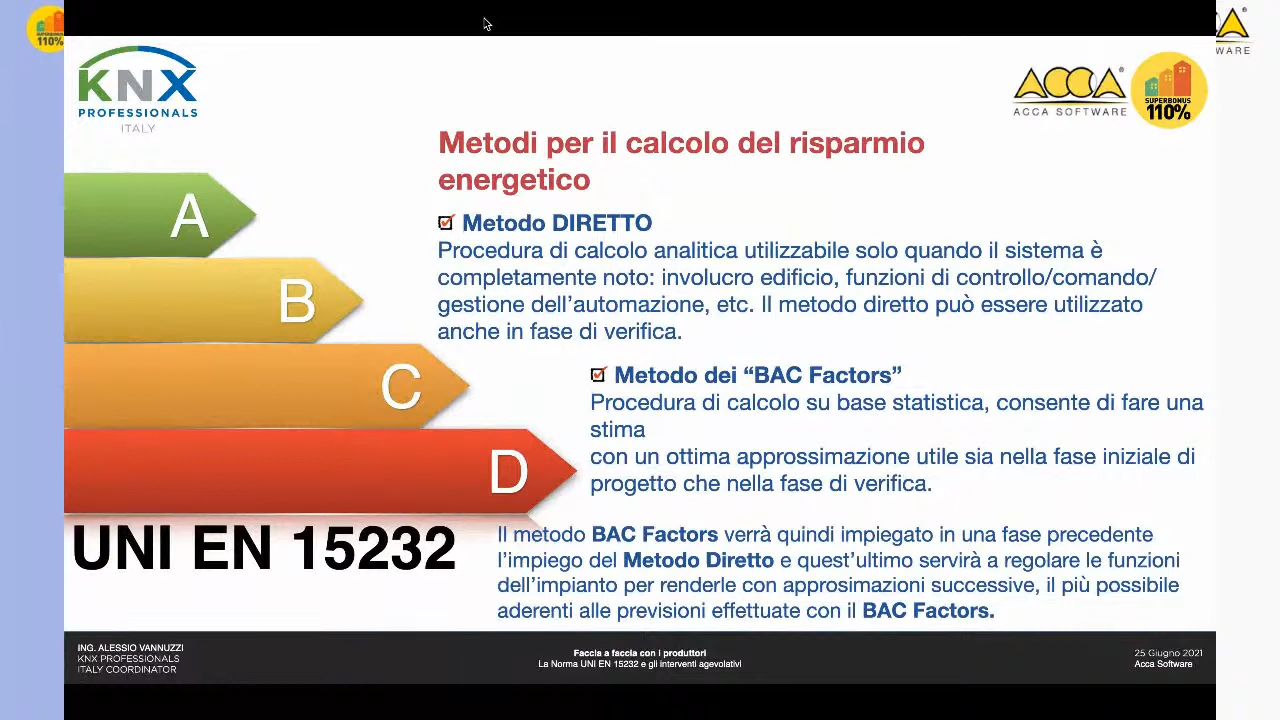 110%
KNX
PROFESSIONALS
ITALY
ACCA
ACCA SOFTWARE
SUPERBONUS
110%
WARE
Metodi per il calcolo del risparmio
energetico
Metodo DIRETTO
Procedura di calcolo analitica utilizzabile solo quando il sistema è
completamente noto: involucro edificio, funzioni di controllo/comando/
gestione dell’automazione, etc. Il metodo diretto può essere utilizzato
anche in fase di verifica.
A
B
C
D
Metodo dei “BAC Factors”
Procedura di calcolo su base statistica, consente di fare una
stima
con un ottima approssimazione utile sia nella fase iniziale di
progetto che nella fase di verifica.
UNI EN 15232
Il metodo BAC Factors verrà quindi impiegato in una fase precedente
l’impiego del Metodo Diretto e quest’ultimo servirà a regolare le funzioni
dell’impianto per renderle con approsimazioni successive, il più possibile
aderenti alle previsioni effettuate con il BAC Factors.
ING. ALESSIO VANNUZZI
KNX PROFESSIONALS
ITALY COORDINATOR
Faccia a faccia con i produttori
La Norma UNI EN 15232 e gli interventi agevolativi
25 Giugno 2021
Acca Software